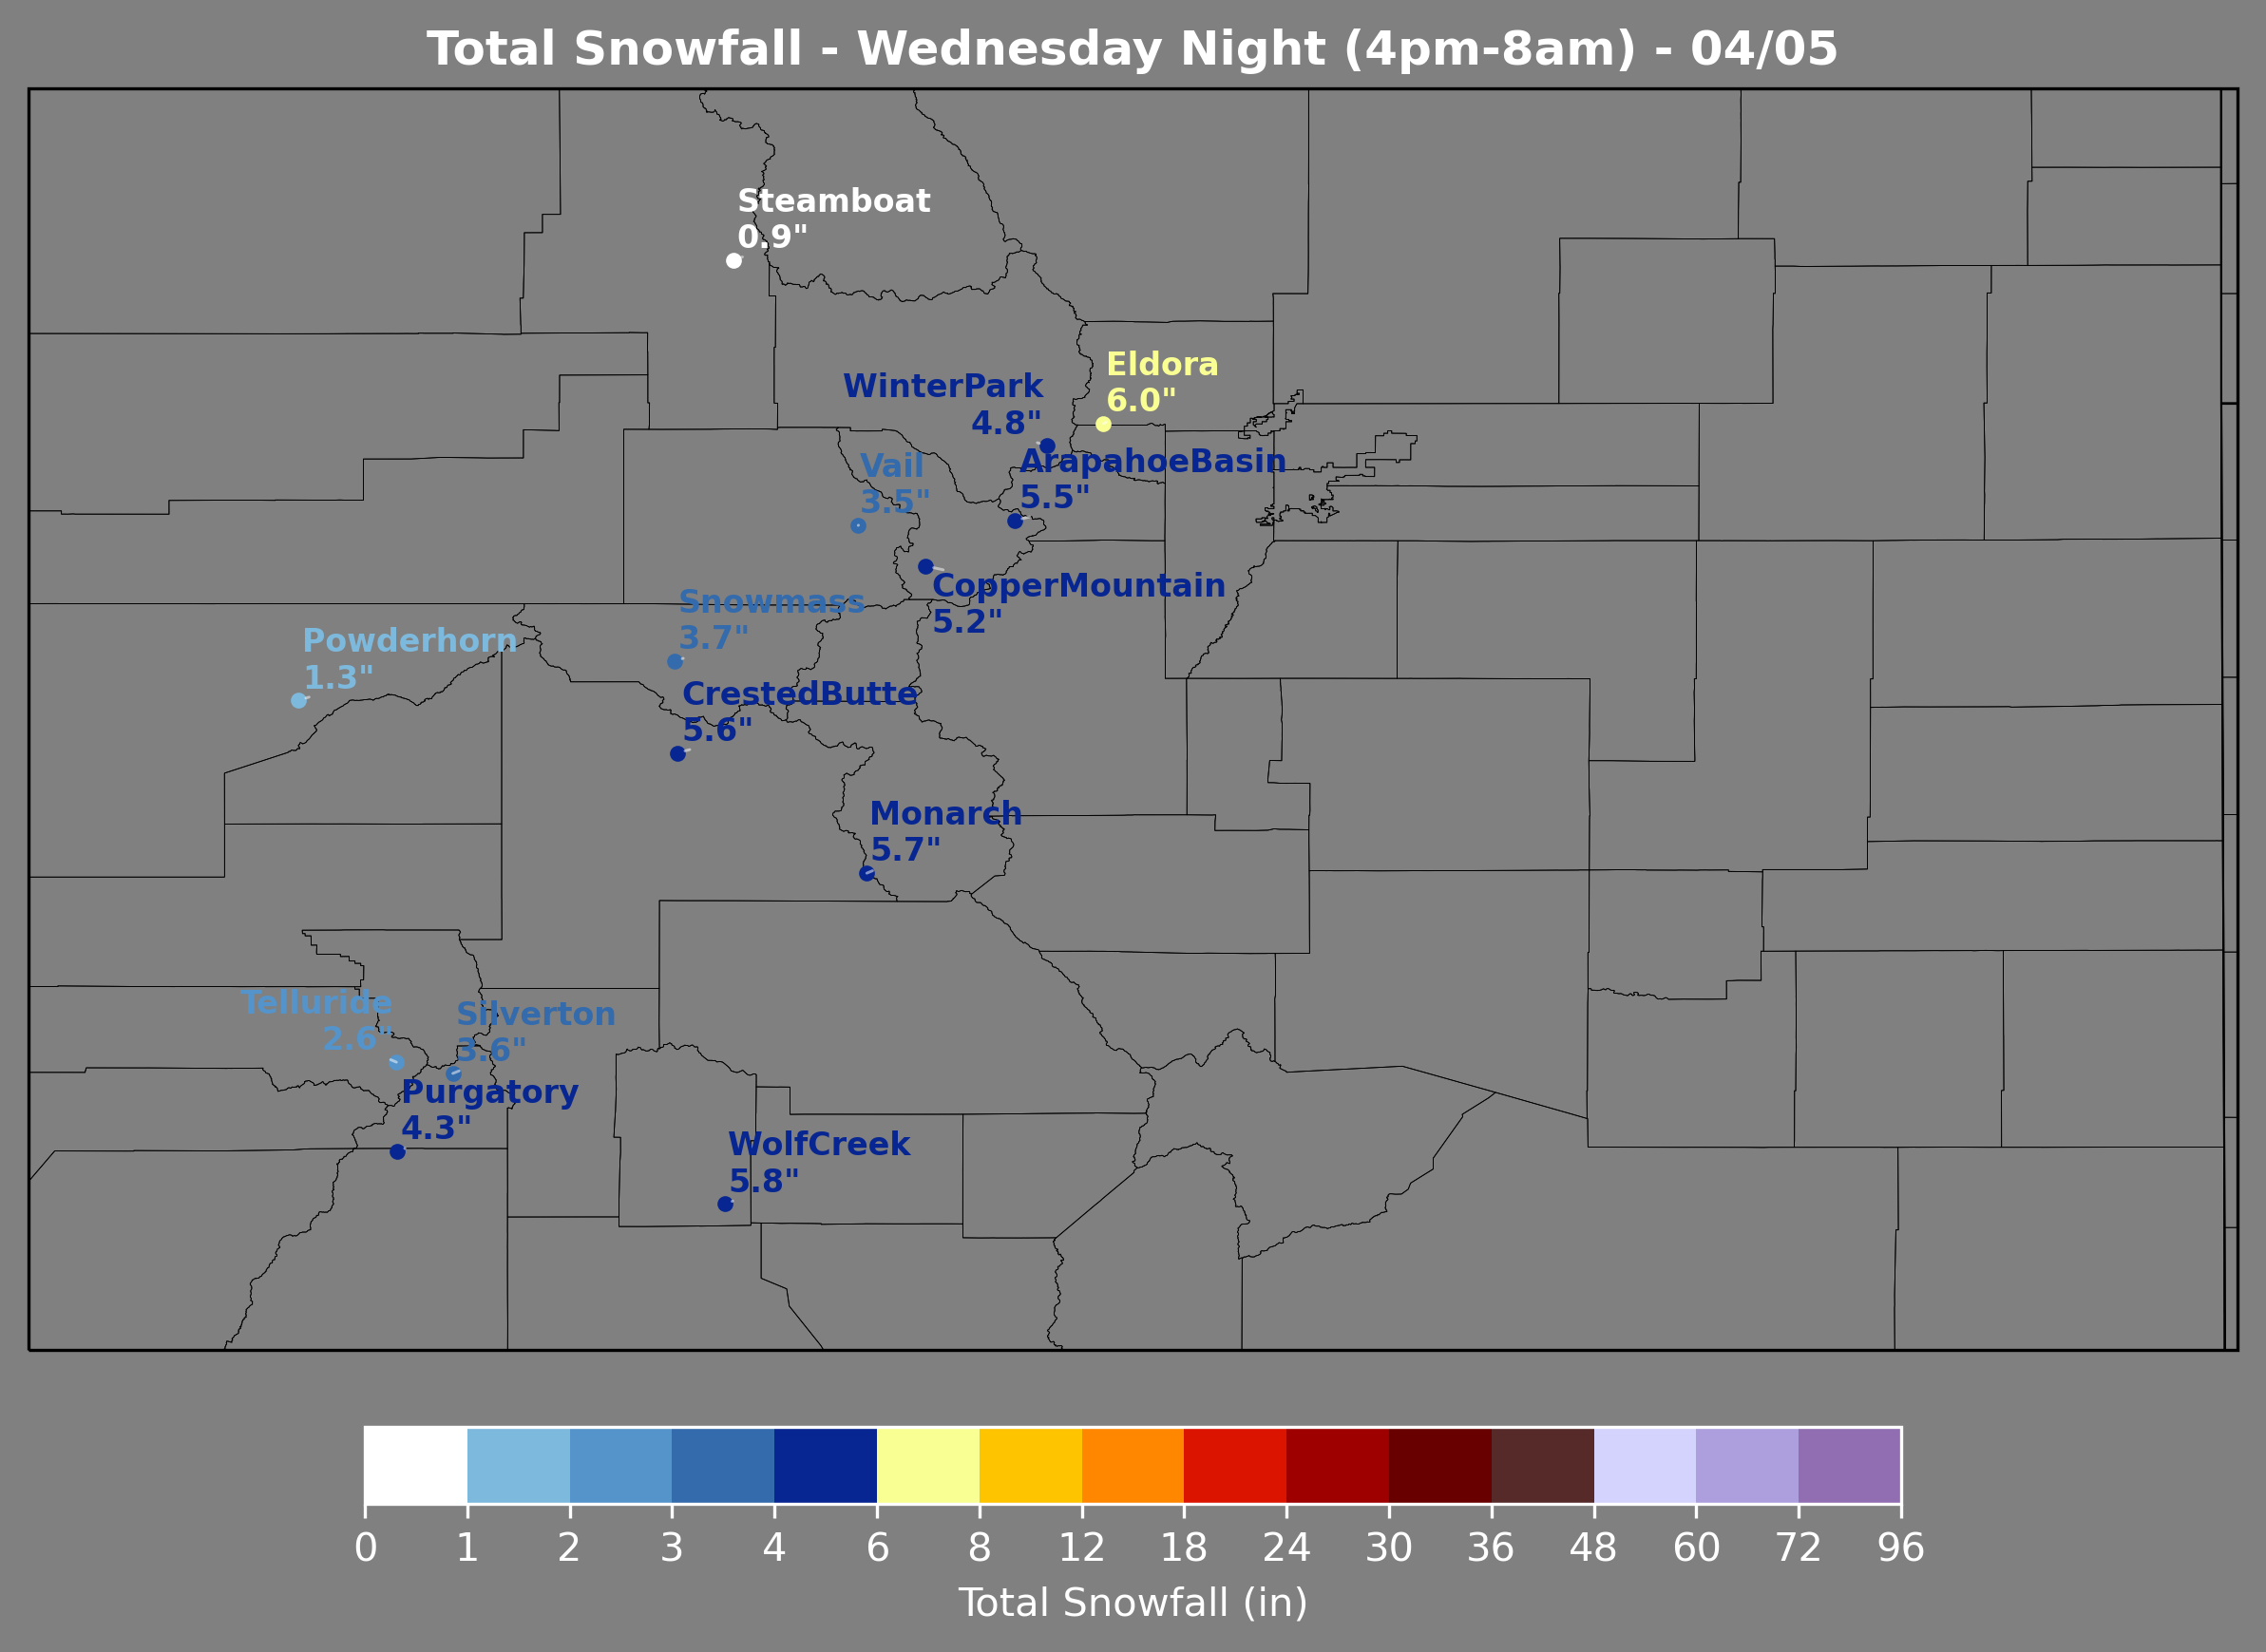 Total Snowfall - Wednesday Night (4pm-8am) - 04/05
Steamboat
0.9"
Eldora
6.0"
WinterPark
4.8"
ArapahoeBasin
5.5"
Vail
3.5"
CopperMountain
5.2"
Snowmass
3.7"
Powderhorn
1.3"
CrestedButte
5.6"
Monarch
5.7"
Telluride
2.6"
Silverton
3.6"
Purgatory
4.3"
WolfCreek
5.8"
0 1 2 3 4 6 8 12 18 24 30 36 48 60 72 96
Total Snowfall (in)